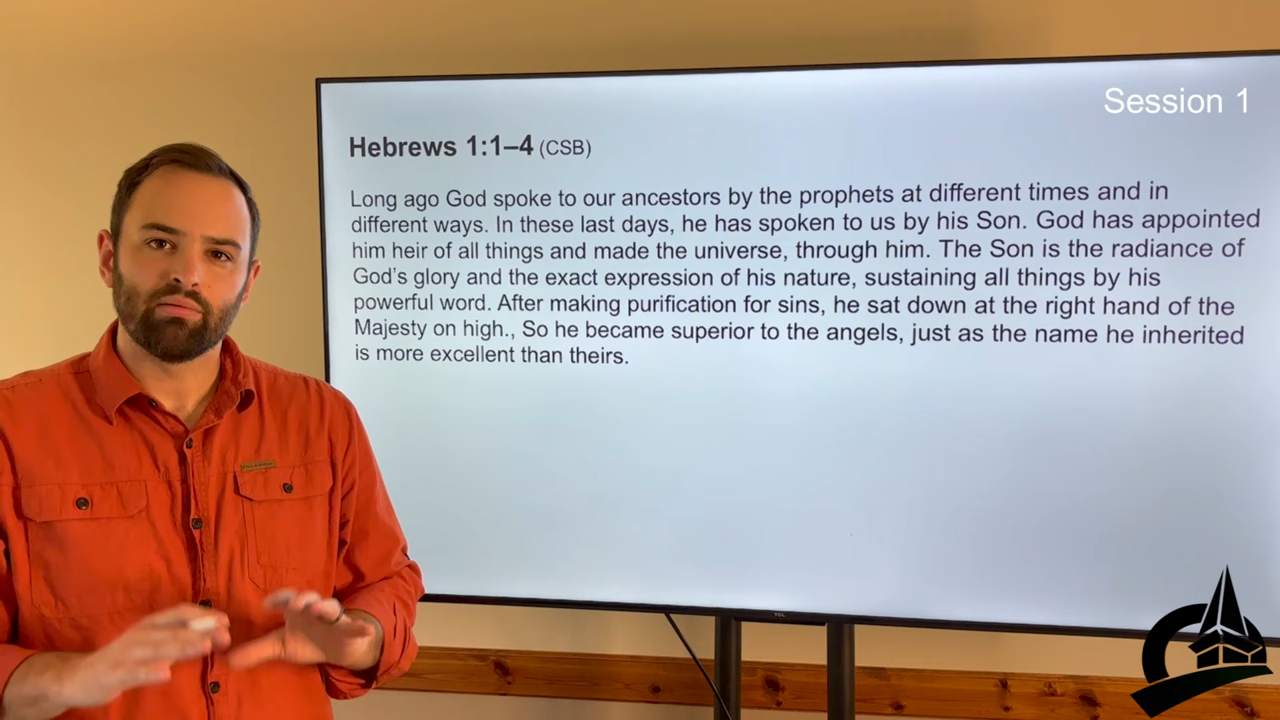 Session 1
Hebrews 1:1–4 (CSB)
Long ago God spoke to our ancestors by the prophets at different times and in
different ways. In these last days, he has spoken to us by his Son. God has appointed
him heir of all things and made the universe, through him. The Son is the radiance of
God's glory and the exact expression of his nature, sustaining all things by his
powerful word. After making purification for sins, he sat down at the right hand of the
Majesty on high., So he became superior to the angels, just as the name he inherited
is more excellent than theirs.
TCL